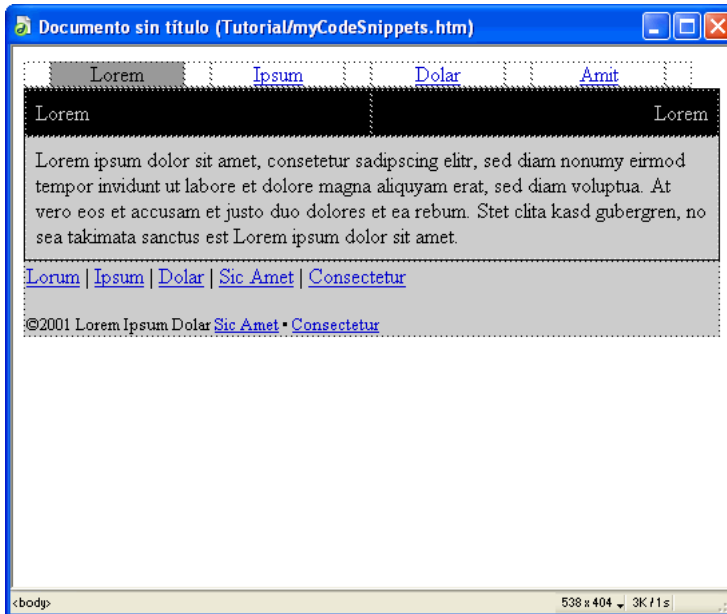 Documento sin título (Tutorial/myCodeSnippets.htm)
Lorem Ipsum Dolar Amit
Lorem Lorem
Lorem ipsum dolor sit amet, consetetur sadipscing elitr, sed diam nonumy eirmod
tempor invidunt ut labore et dolore magna aliquyam erat, sed diam voluptua. At
vero eos et accusam et justo duo dolores et ea rebum. Stet clita kasd gubergren, no
sea takimata sanctus est Lorem ipsum dolor sit amet.
Lorum | Ipsum | Dolar | Sic Amet | Consectetur
©2001 Lorem Ipsum Dolar Sic Amet • Consectetur
<body> 538 x 404 3K / 1 s